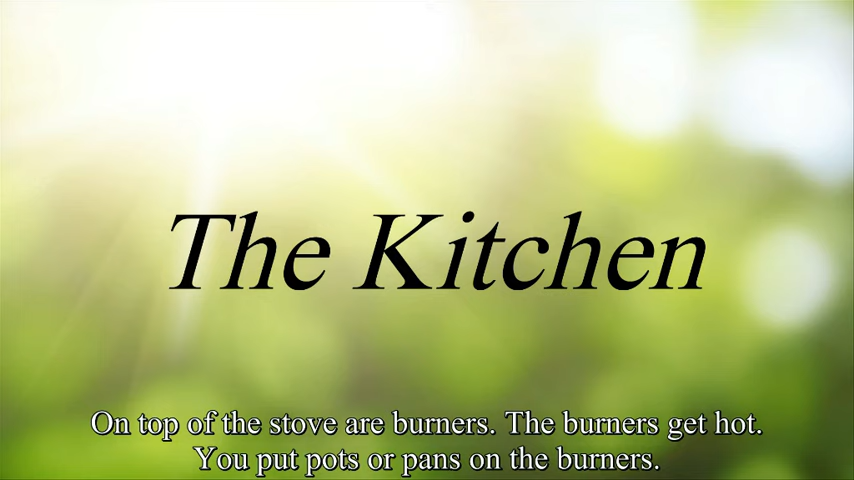 The Kitchen
On top of the stove are burners. The burners get hot.
You put pots or pans on the burners.